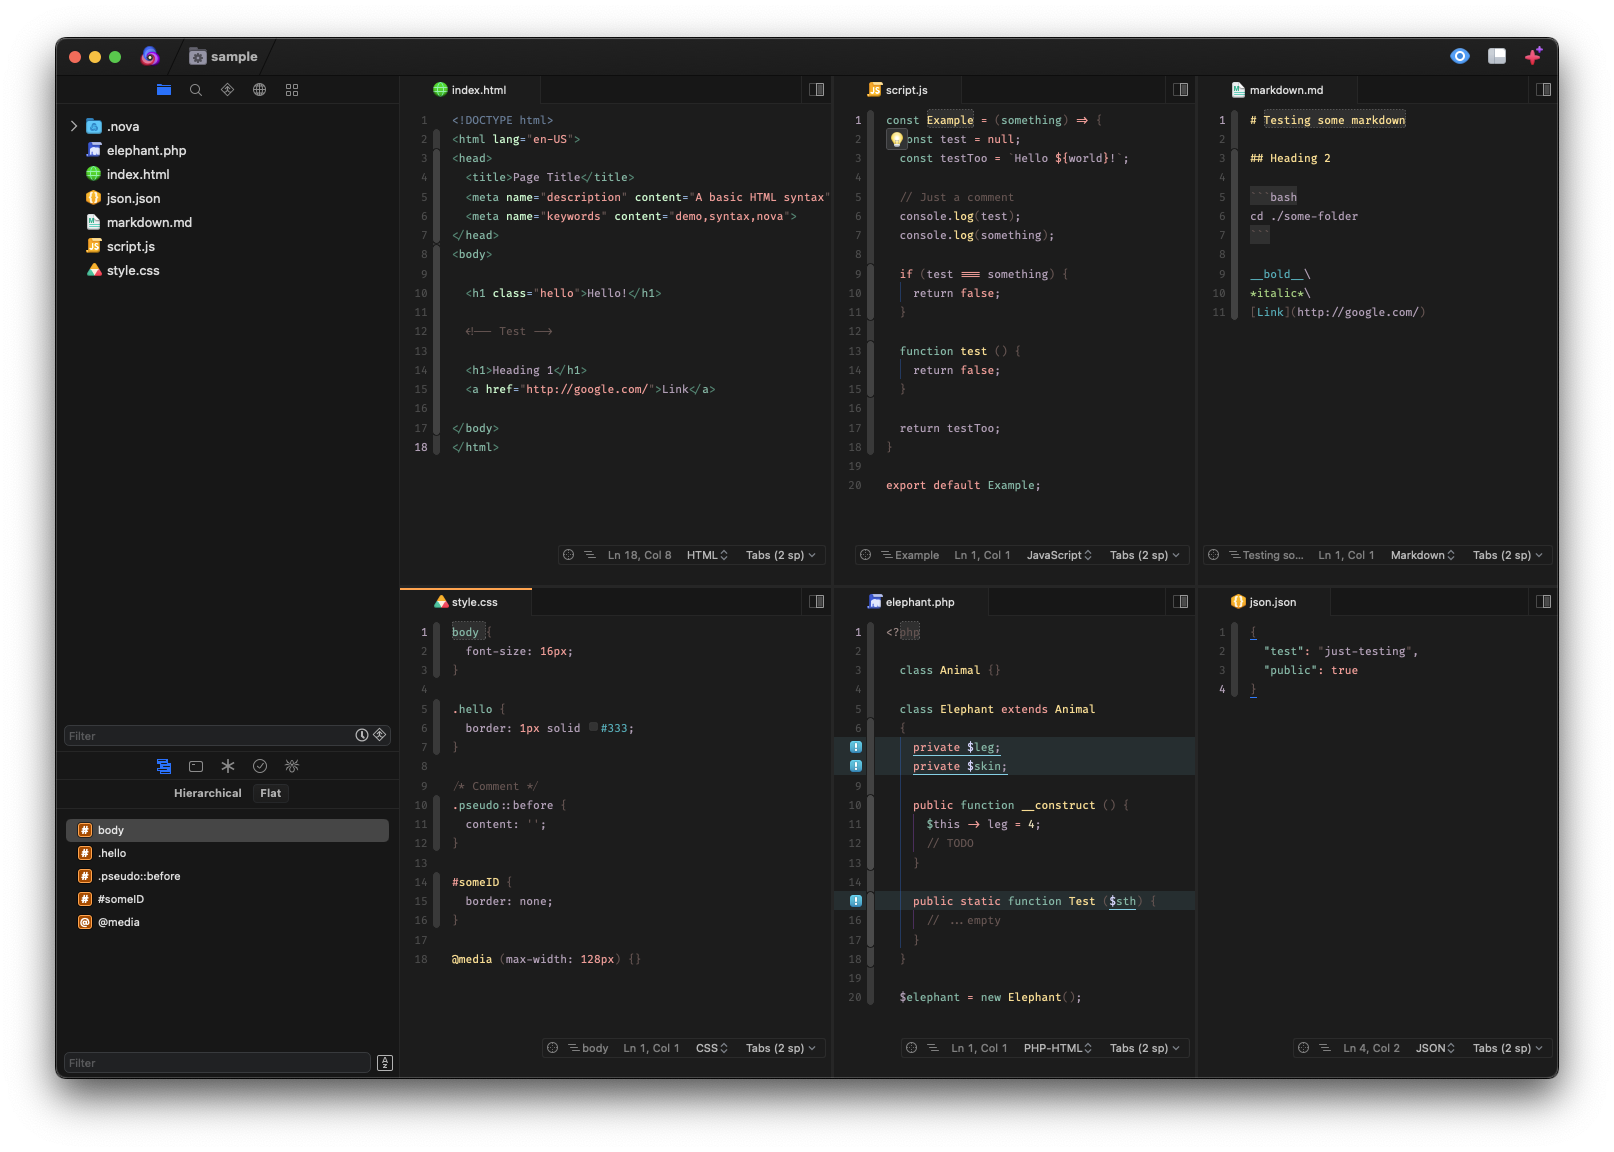 sample
.nova
elephant.php
index.html
json.json
markdown.md
script.js
style.css
Filter
Hierarchical Flat
body
.hello
.pseudo::before
#someID
@media
Filter
index.html
1 <!DOCTYPE html>
2 <html lang="en-US">
3 <head>
4 <title>Page Title</title>
5 <meta name="description" content="A basic HTML syntax"
6 <meta name="keywords" content="demo,syntax,nova">
7 </head>
8 <body>
9
10 <h1 class="hello">Hello!</h1>
11
12 <!-- Test -->
13
14 <h1>Heading 1</h1>
15 <a href="http://google.com/">Link</a>
16
17 </body>
18 </html>
Ln 18, Col 8 HTML Tabs (2 sp)
script.js
1 const Example = (something) => {
2 onst test = null;
3 const testToo = `Hello ${world}!`;
4
5 // Just a comment
6 console.log(test);
7 console.log(something);
8
9 if (test === something) {
10 return false;
11 }
12
13 function test () {
14 return false;
15 }
16
17 return testToo;
18 }
19
20 export default Example;
Example Ln 1, Col 1 JavaScript Tabs (2 sp)
markdown.md
1 # Testing some markdown
2
3 ## Heading 2
4
5 ```bash
6 cd ./some-folder
7 ```
8
9 __bold__\
10 *italic*\
11 [Link](http://google.com/)
Testing so... Ln 1, Col 1 Markdown Tabs (2 sp)
style.css
1 body {
2 font-size: 16px;
3 }
4
5 .hello {
6 border: 1px solid #333;
7 }
8
9 /* Comment */
10 .pseudo::before {
11 content: '';
12 }
13
14 #someID {
15 border: none;
16 }
17
18 @media (max-width: 128px) {}
body Ln 1, Col 1 CSS Tabs (2 sp)
elephant.php
1 <?php
2
3 class Animal {}
4
5 class Elephant extends Animal
6 {
private $leg;
private $skin;
9
10 public function __construct () {
11 $this -> leg = 4;
12 // TODO
13 }
14
public static function Test ($sth) {
16 // ...empty
17 }
18 }
19
20 $elephant = new Elephant();
Ln 1, Col 1 PHP-HTML Tabs (2 sp)
json.json
1 {
2 "test": "just-testing",
3 "public": true
4 }
Ln 4, Col 2 JSON Tabs (2 sp)